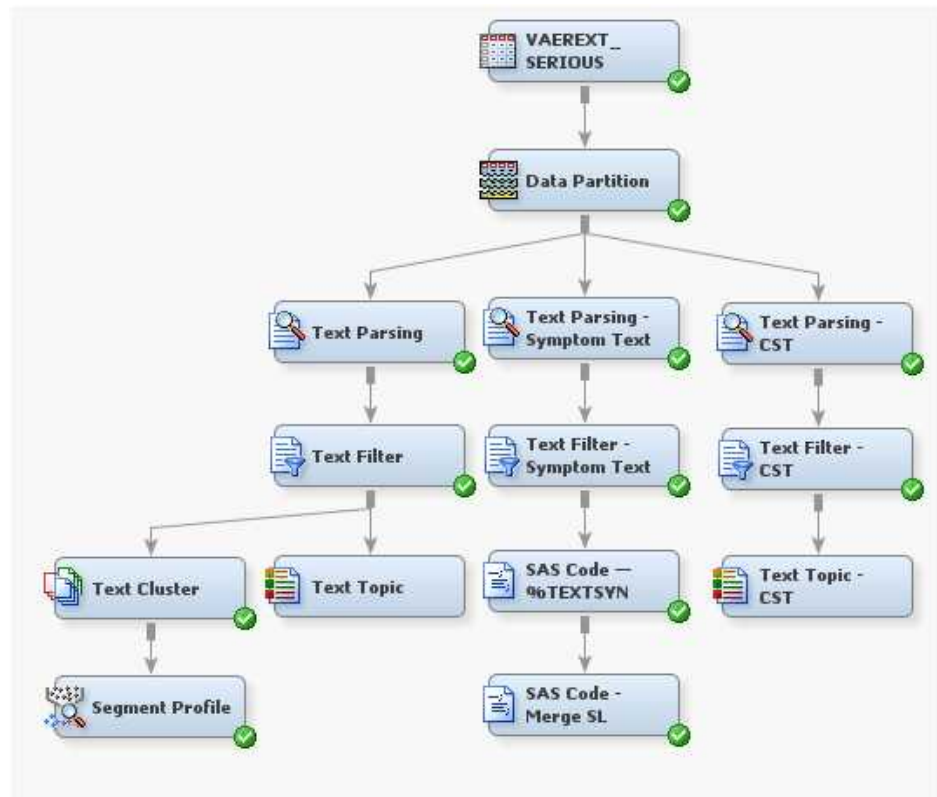 VAEREXT_
SERIOUS
Data Partition
Text Parsing
Text Parsing -
Symptom Text
Text Parsing -
CST
Text Filter
Text Filter -
Symptom Text
Text Filter -
CST
Text Cluster
Text Topic
SAS Code —
%TEXTSYN
Text Topic -
CST
Segment Profile
SAS Code -
Merge SL